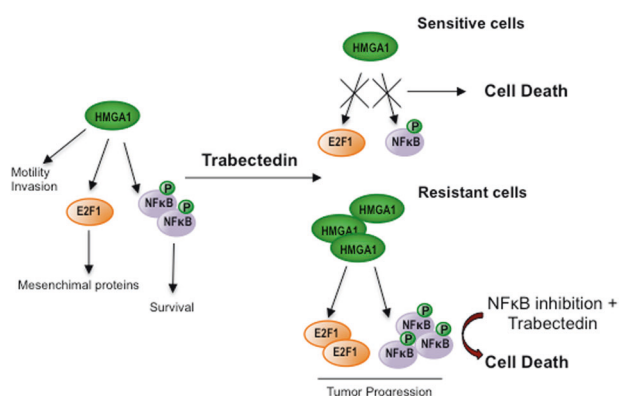 HMGA1
Motility
Invasion
E2F1
P
NFκB
P
NFκB
Mesenchimal proteins
Survival
Trabectedin
Sensitive cells
HMGA1
Cell Death
E2F1
P
NFκB
Resistant cells
HMGA1
HMGA1
HMGA1
E2F1
E2F1
P
NFκB
P
NFκB
P
NFκB
NFκB inhibition +
Trabectedin
Cell Death
Tumor Progression